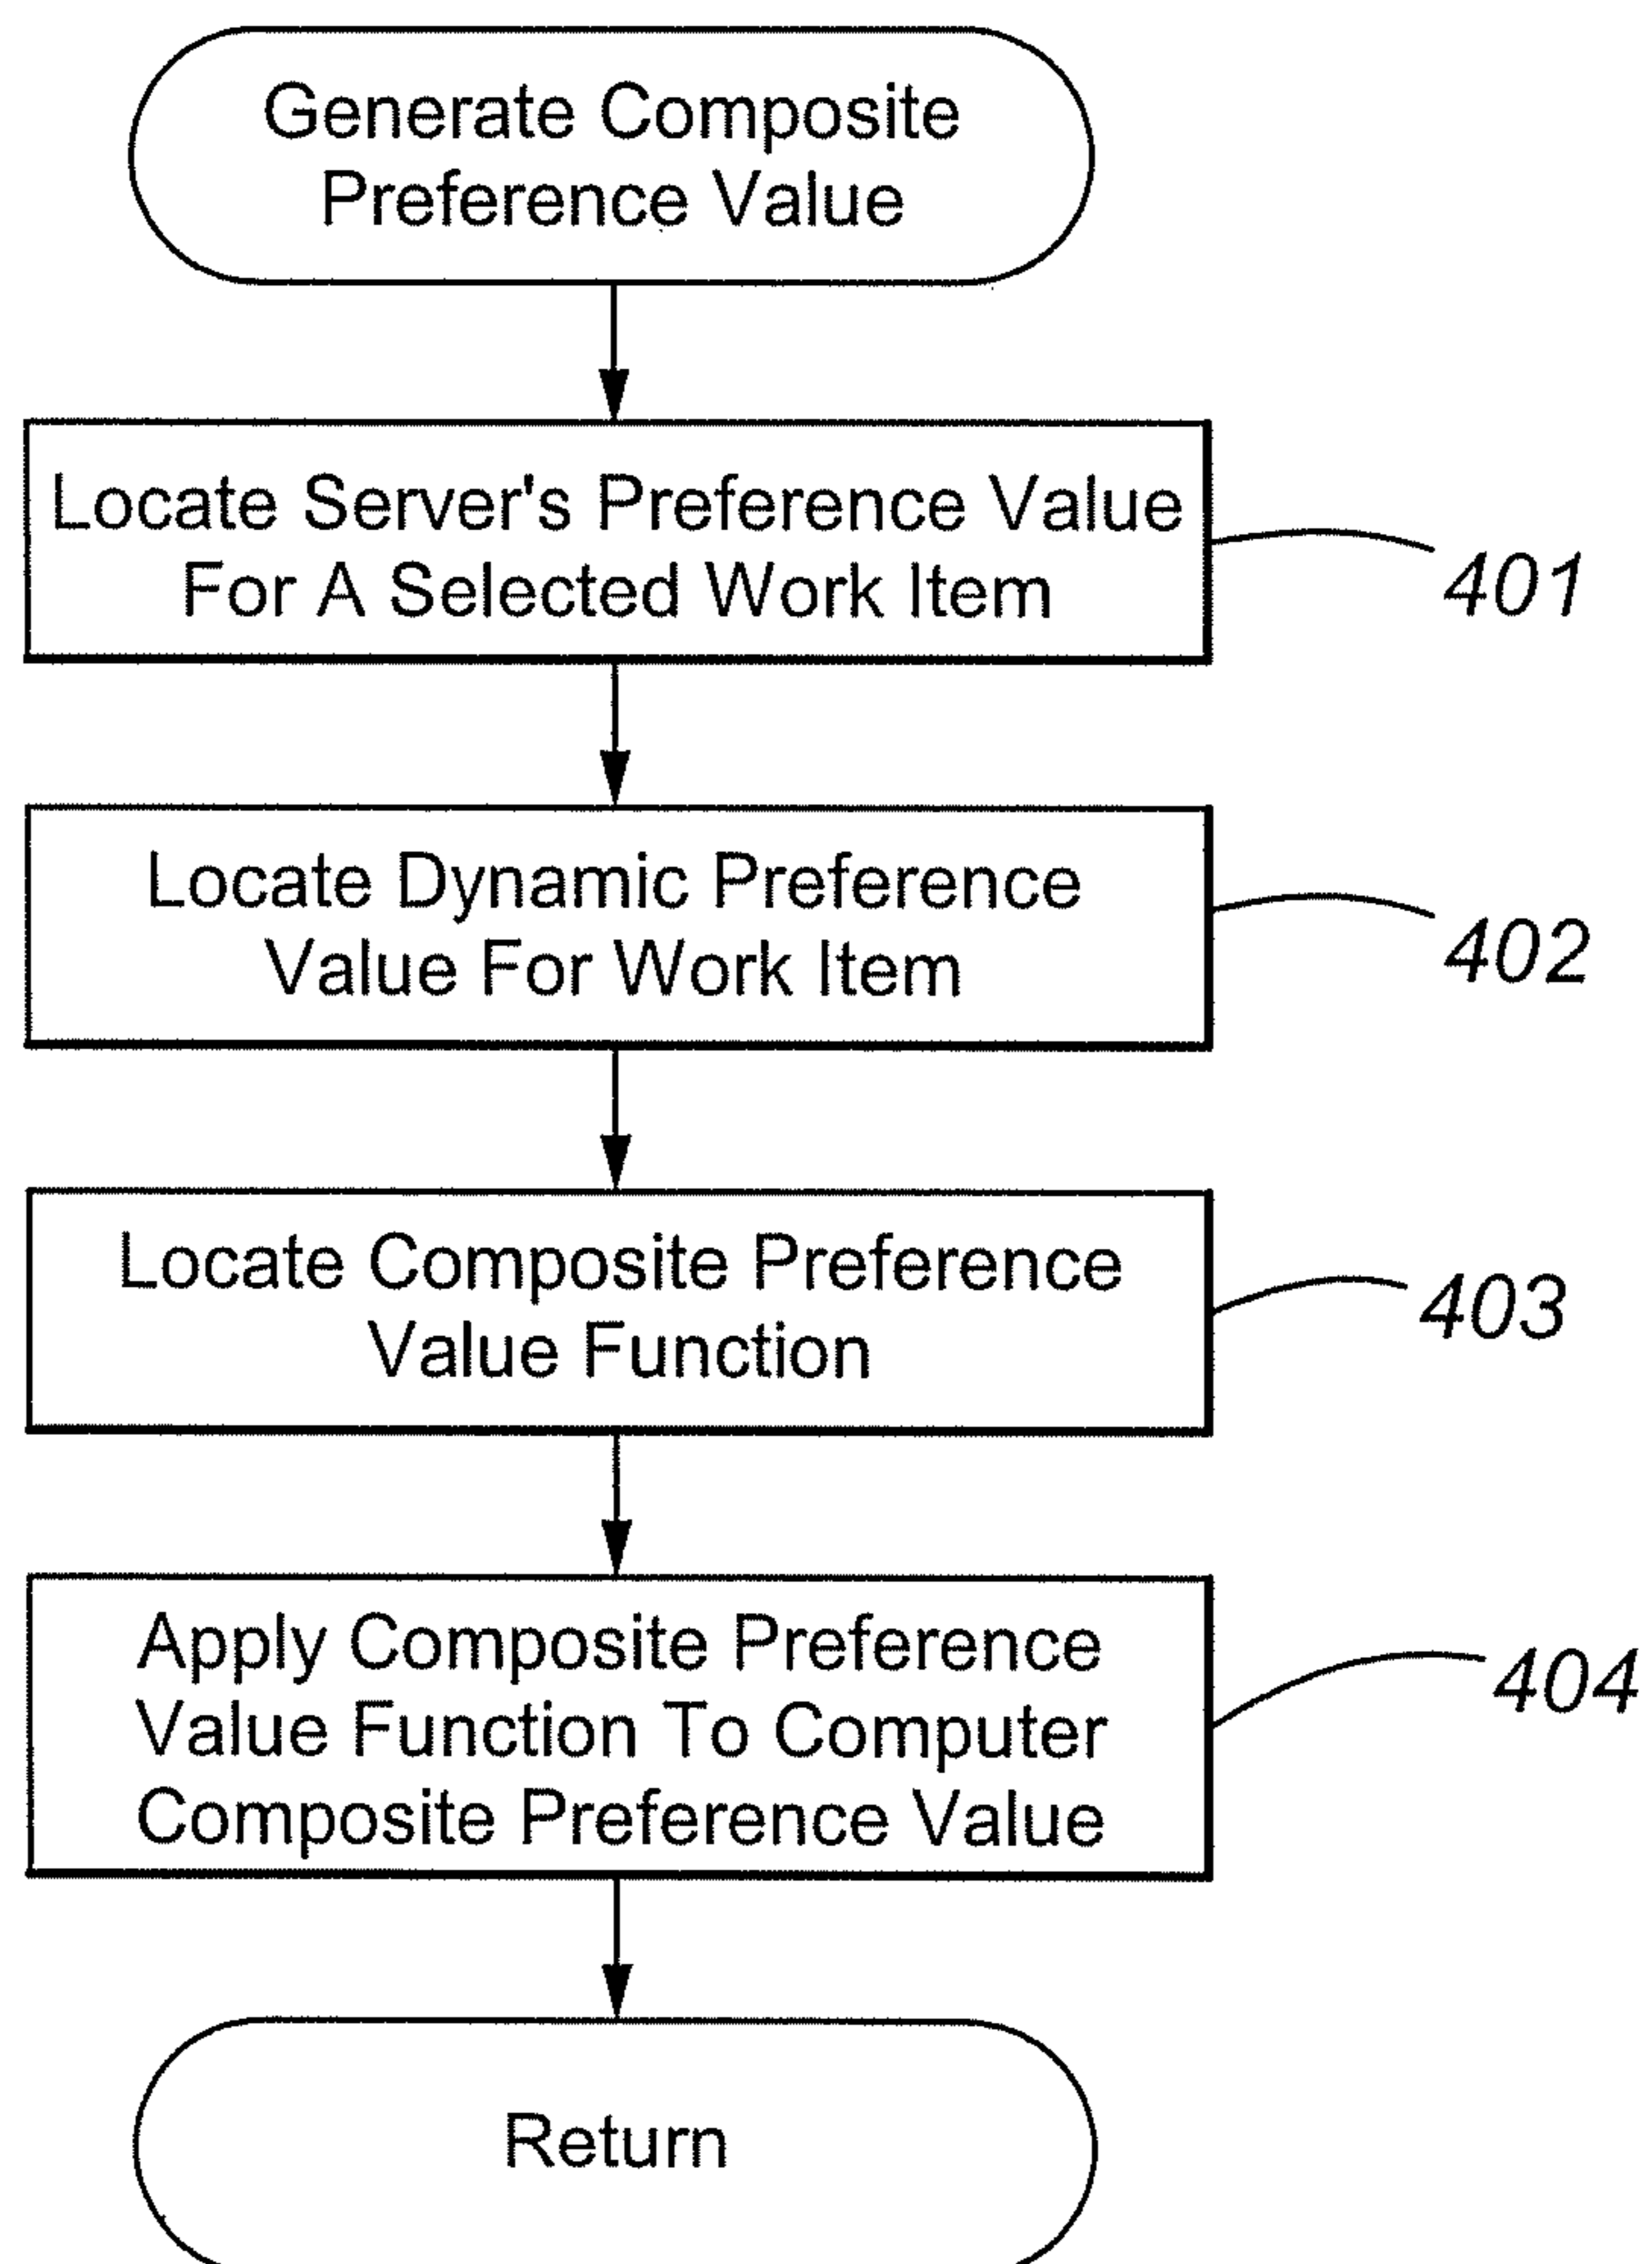 Generate Composite
Preference Value
Locate Server's Preference Value
For A Selected Work Item
401
Locate Dynamic Preference
Value For Work Item
402
Locate Composite Preference
Value Function
403
Apply Composite Preference
Value Function To Computer
Composite Preference Value
404
Return